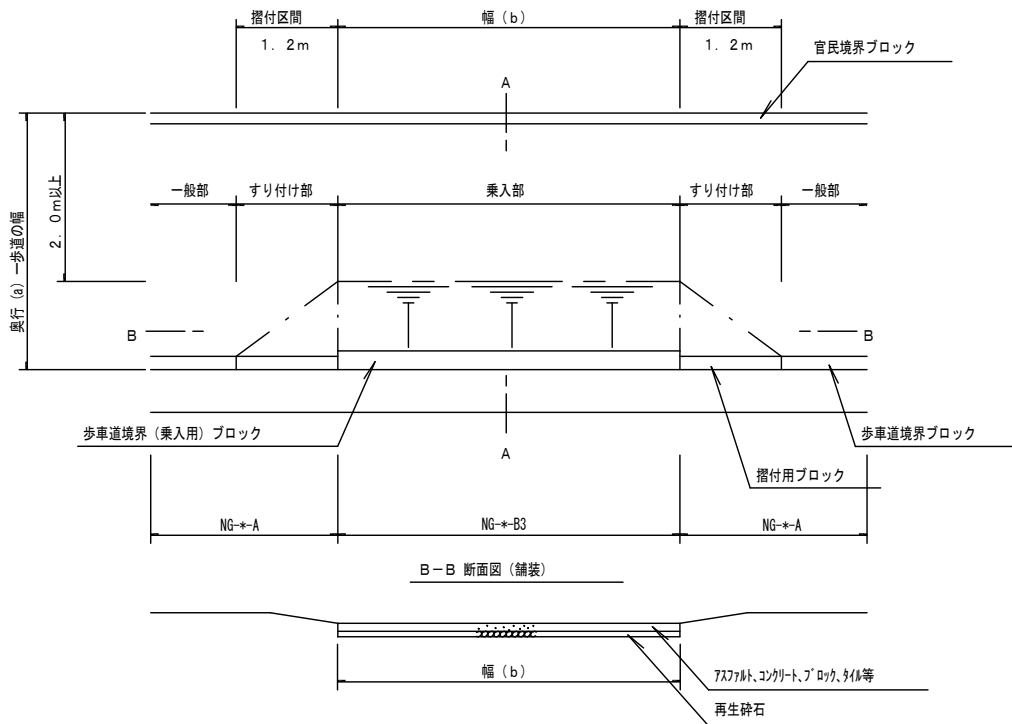 摺付区間
幅（b）
摺付区間
１．２m
１．２m
官民境界ブロック
A
奥行（a）ー歩道の幅
２．０m以上
一般部
すり付け部
乗入部
すり付け部
一般部
B
B
歩車道境界（乗入用）ブロック
A
歩車道境界ブロック
摺付用ブロック
NG-*-A
NG-*-B3
NG-*-A
B－B 断面図（舗装）
幅（b）
ｱｽﾌｧﾙﾄ、ｺﾝｸﾘｰﾄ、ﾌﾞﾛｯｸ、ﾀｲﾙ等
再生砕石